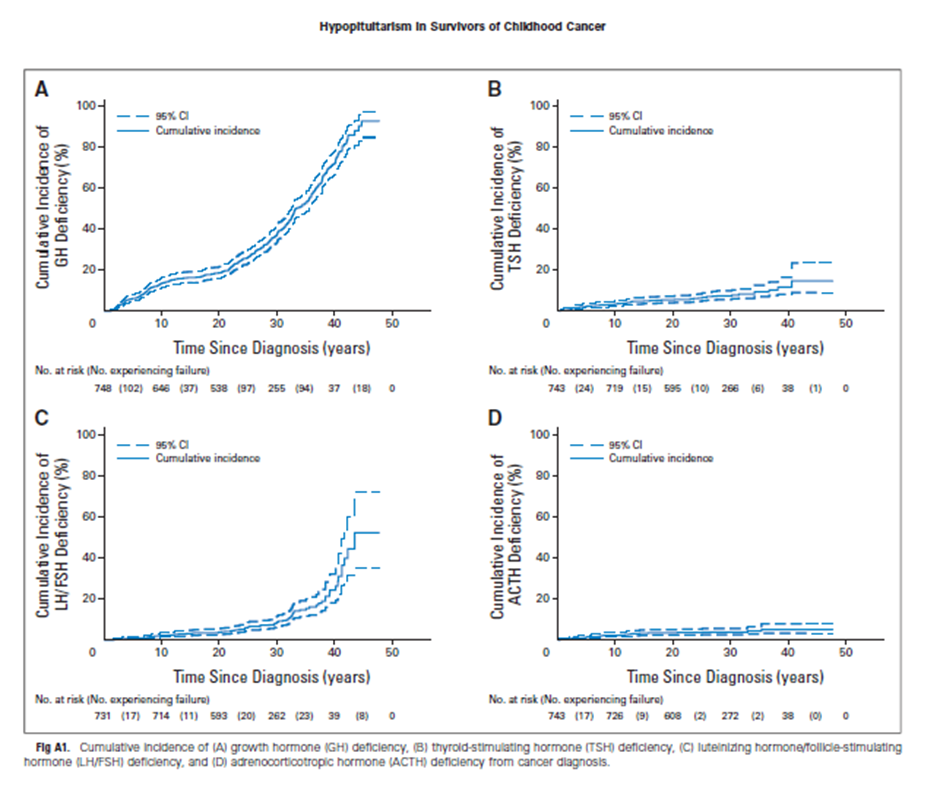 Hypopituitarism in Survivors of Childhood Cancer
A
Cumulative Incidence of
GH Deficiency (%)
100
80
60
40
20
0
10
20
30
40
50
95% CI
Cumulative incidence
Time Since Diagnosis (years)
No. at risk (No. experiencing failure)
748 (102) 646 (37) 538 (97) 255 (94) 37 (18) 0
B
Cumulative Incidence of
TSH Deficiency (%)
100
80
60
40
20
0
10
20
30
40
50
95% CI
Cumulative incidence
Time Since Diagnosis (years)
No. at risk (No. experiencing failure)
743 (24) 719 (15) 595 (10) 266 (6) 38 (1) 0
C
Cumulative Incidence of
LH/FSH Deficiency (%)
100
80
60
40
20
0
10
20
30
40
50
95% CI
Cumulative incidence
Time Since Diagnosis (years)
No. at risk (No. experiencing failure)
731 (17) 714 (11) 593 (20) 262 (23) 39 (8) 0
D
Cumulative Incidence of
ACTH Deficiency (%)
100
80
60
40
20
0
10
20
30
40
50
95% CI
Cumulative incidence
Time Since Diagnosis (years)
No. at risk (No. experiencing failure)
743 (17) 726 (9) 608 (2) 272 (2) 38 (0) 0
Fig A1. Cumulative incidence of (A) growth hormone (GH) deficiency, (B) thyroid-stimulating hormone (TSH) deficiency, (C) luteinizing hormone/follicle-stimulating
hormone (LH/FSH) deficiency, and (D) adrenocorticotropic hormone (ACTH) deficiency from cancer diagnosis.